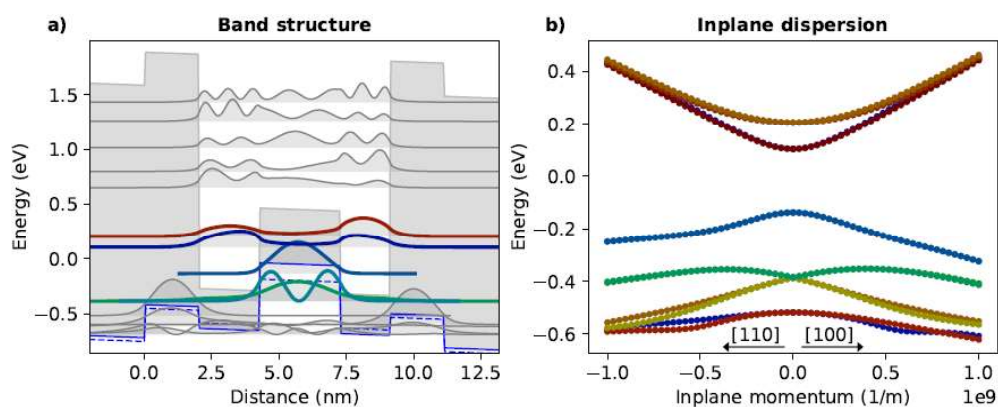 a) Band structure
b) Inplane dispersion
Energy (eV)
1.5
1.0
0.5
0.0
−0.5
0.0 2.5 5.0 7.5 10.0 12.5
Distance (nm)
Energy (eV)
0.4
0.2
0.0
−0.2
−0.4
−0.6
[110] [100]
−1.0 −0.5 0.0 0.5 1.0
Inplane momentum (1/m) 1e9